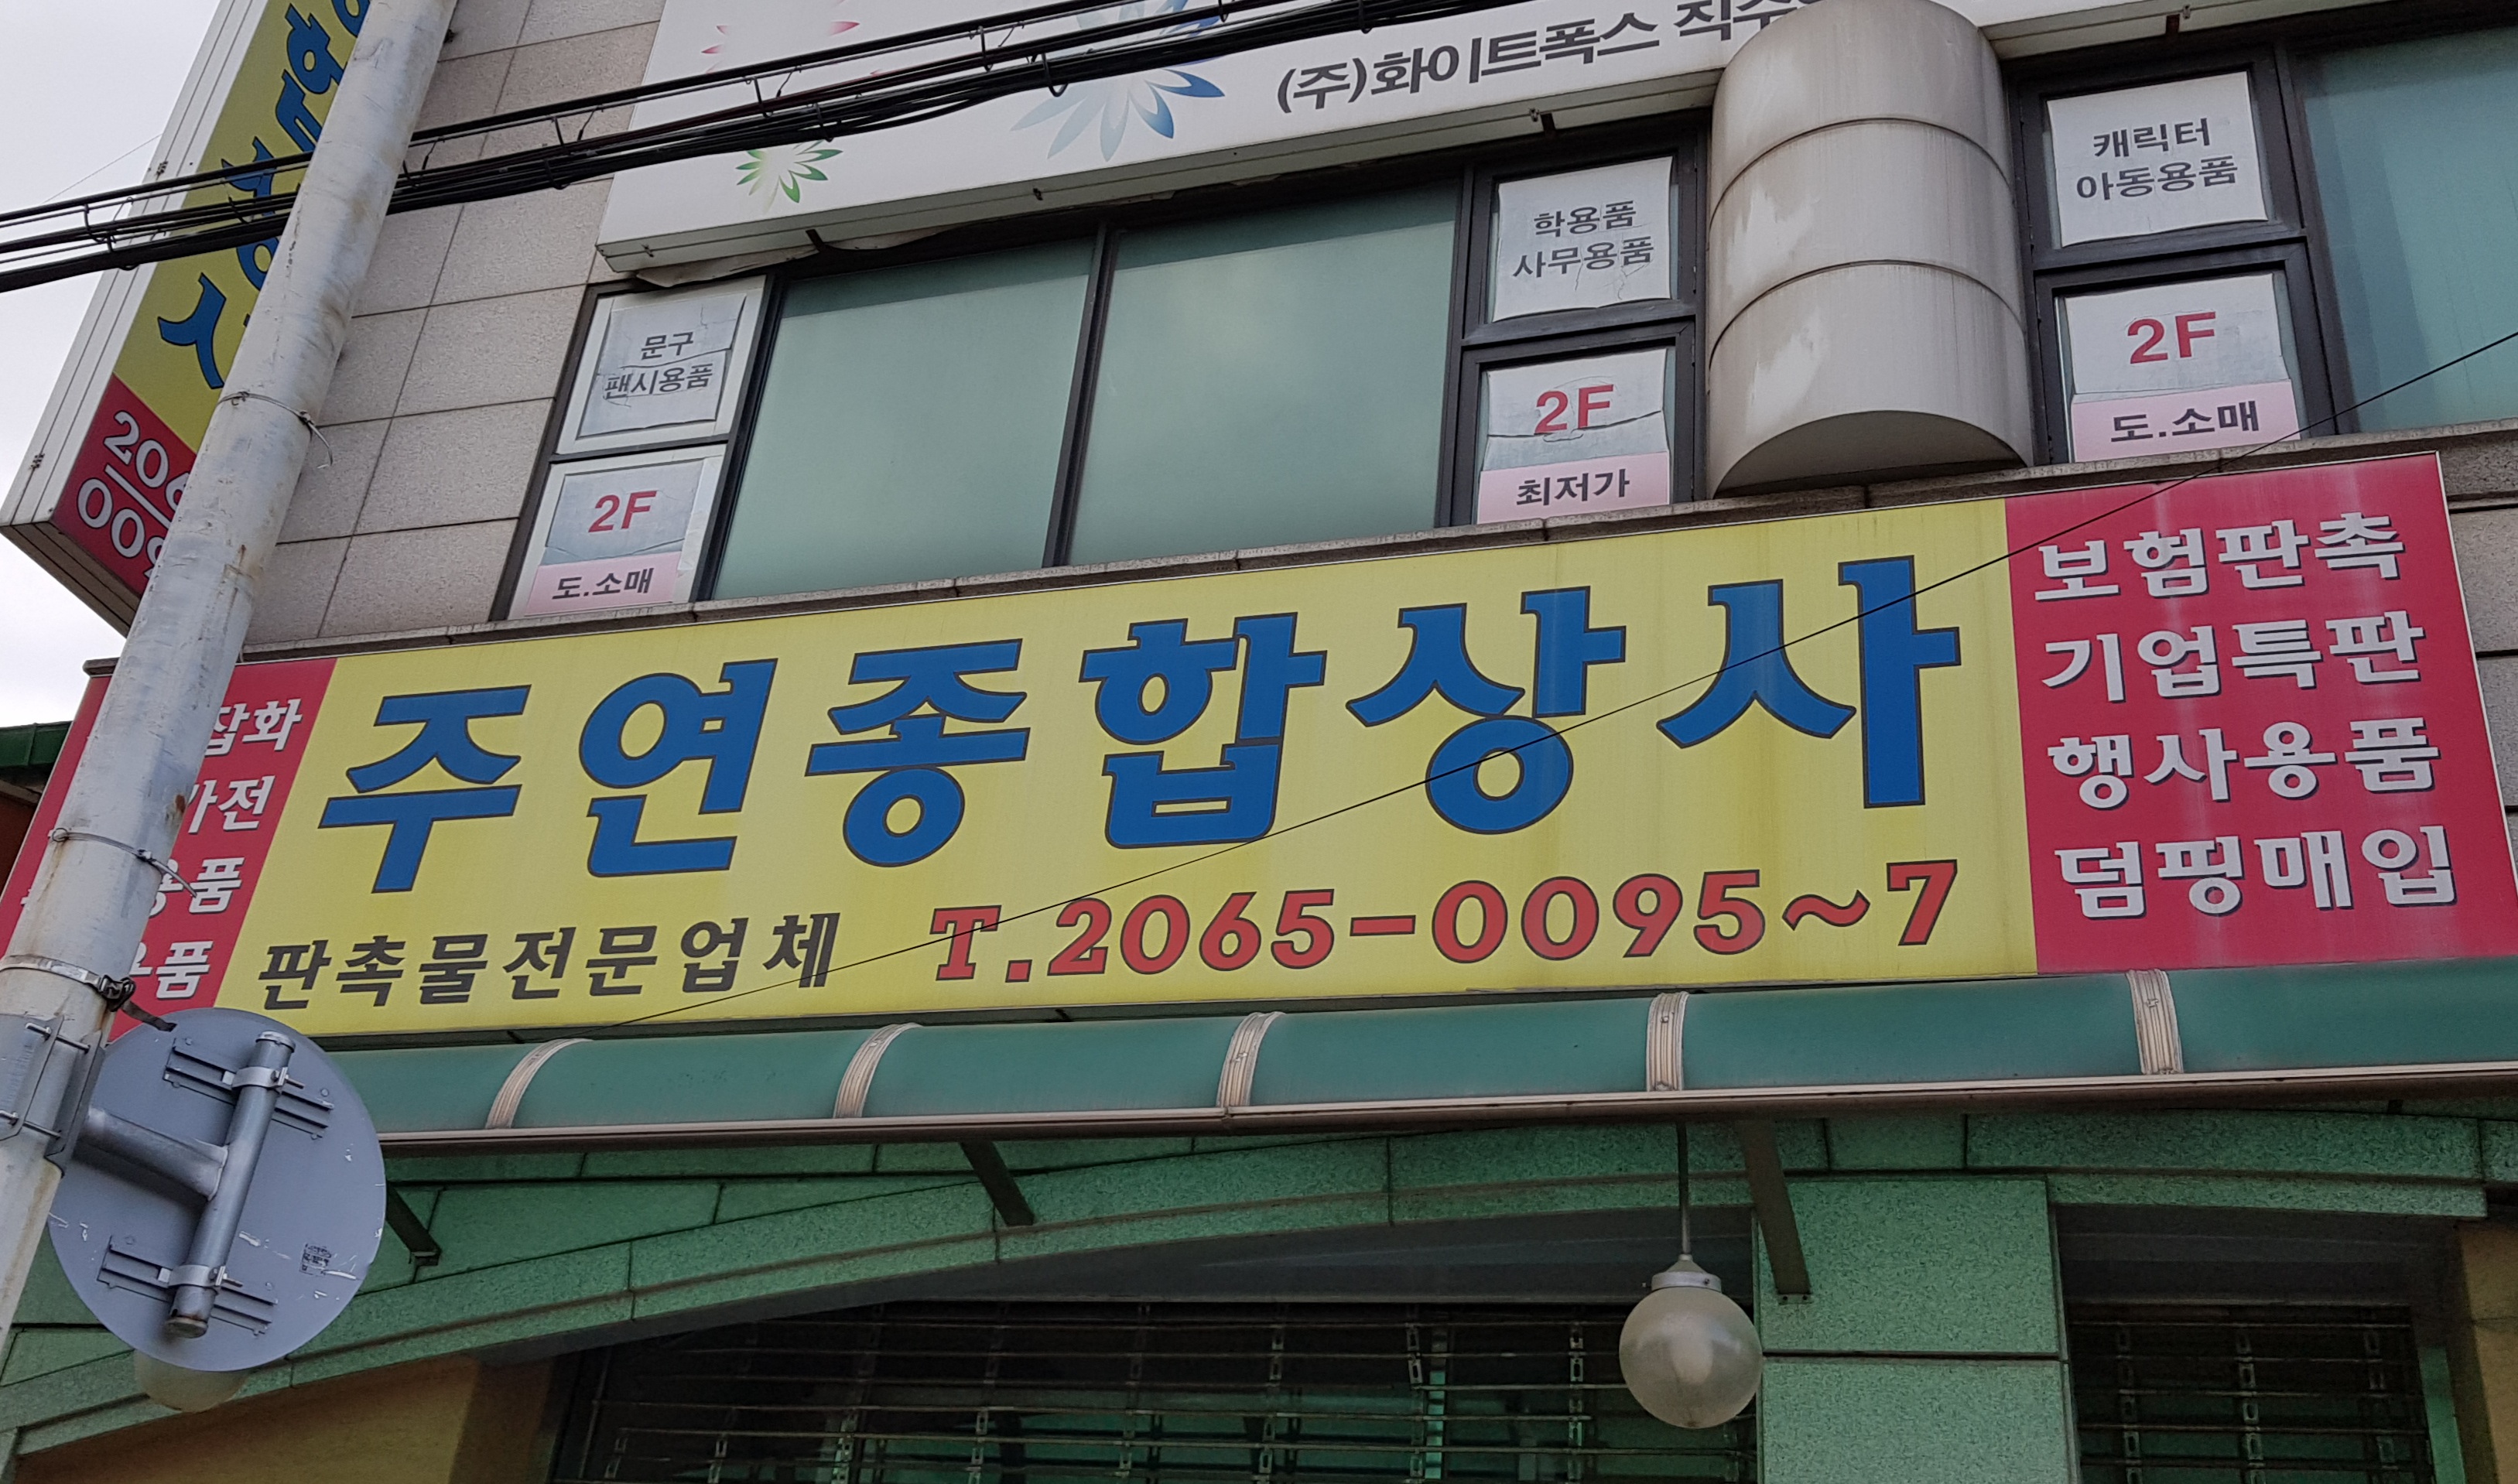 (주)화이트폭스
캐릭터
아동용품
학용품
사무용품
문구
팬시용품
2F
도.소매
2F
최저가
2F
도.소매
주연종합상사
판촉물전문업체 T.2065-0095~7
보험판촉
기업특판
행사용품
덤핑매입
잡화